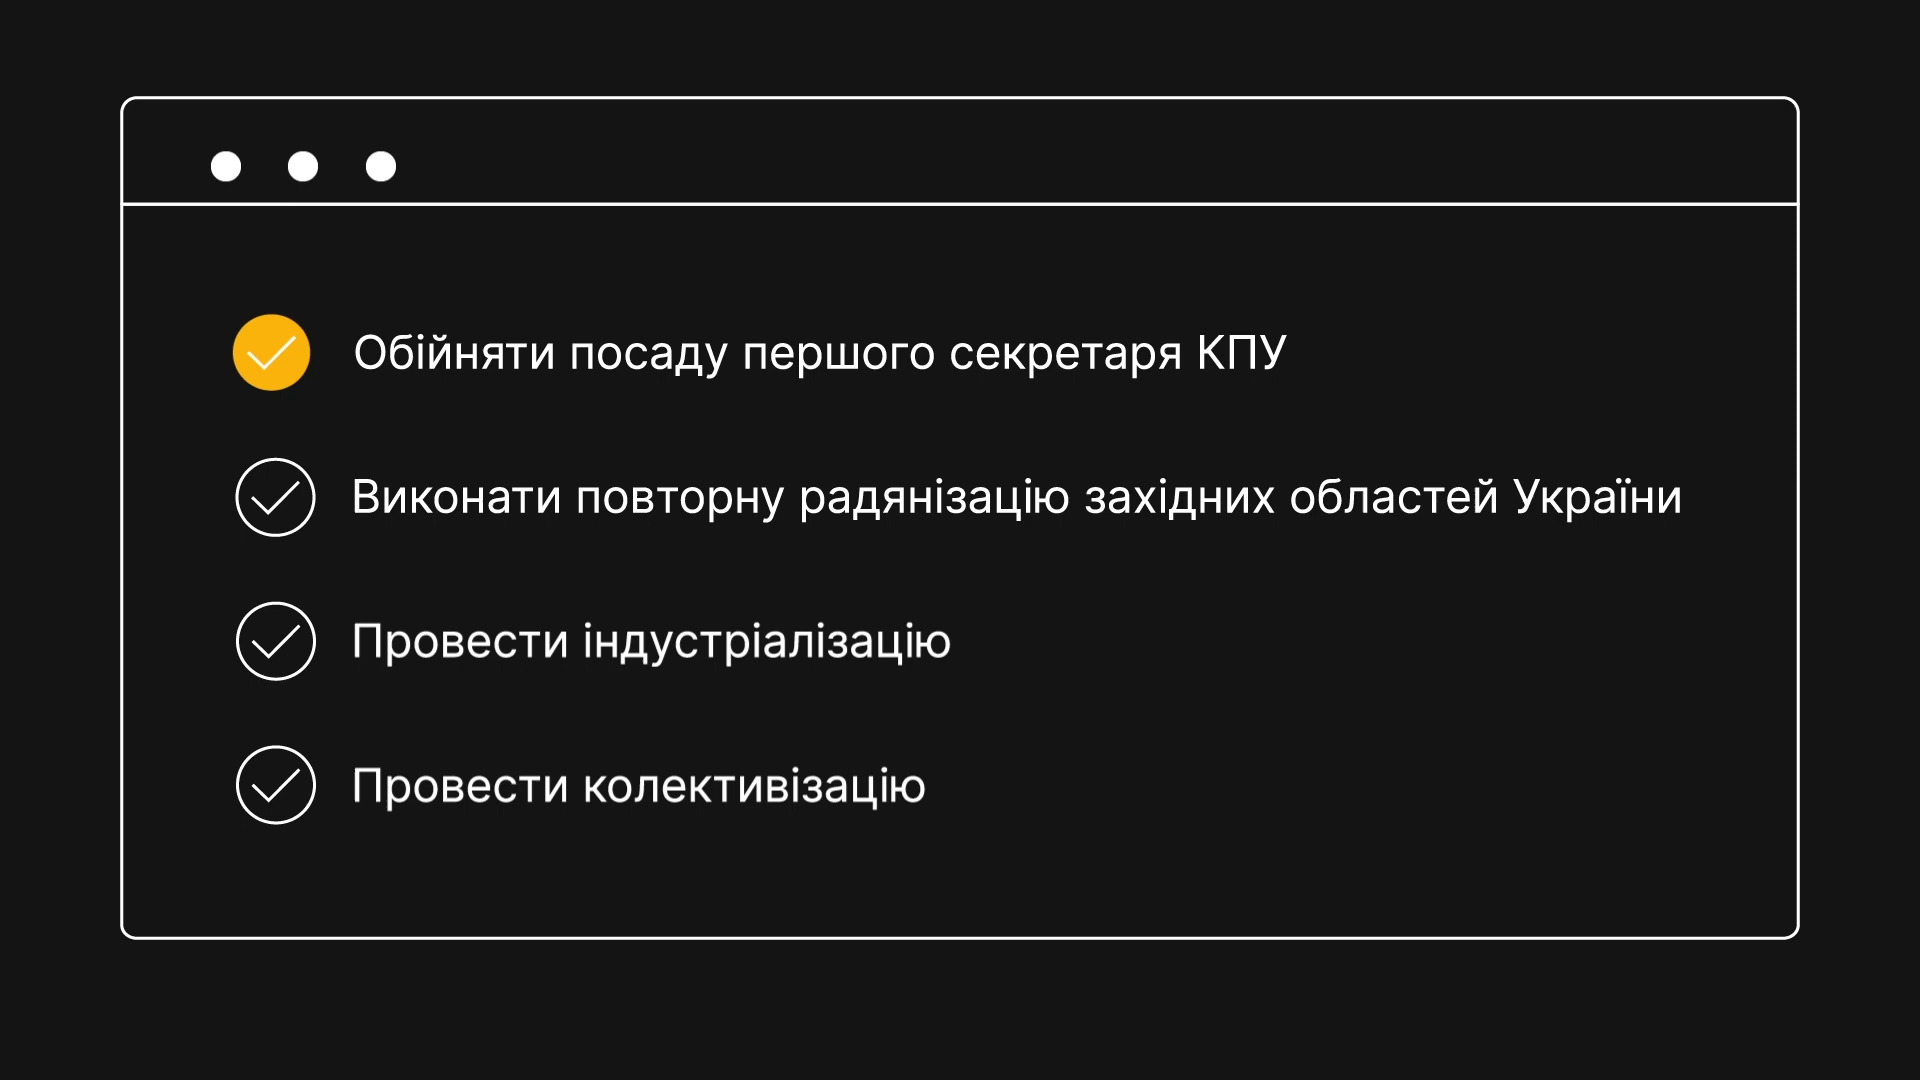 Обійняти посаду першого секретаря КПУ
Виконати повторну радянізацію західних областей України
Провести індустріалізацію
Провести колективізацію